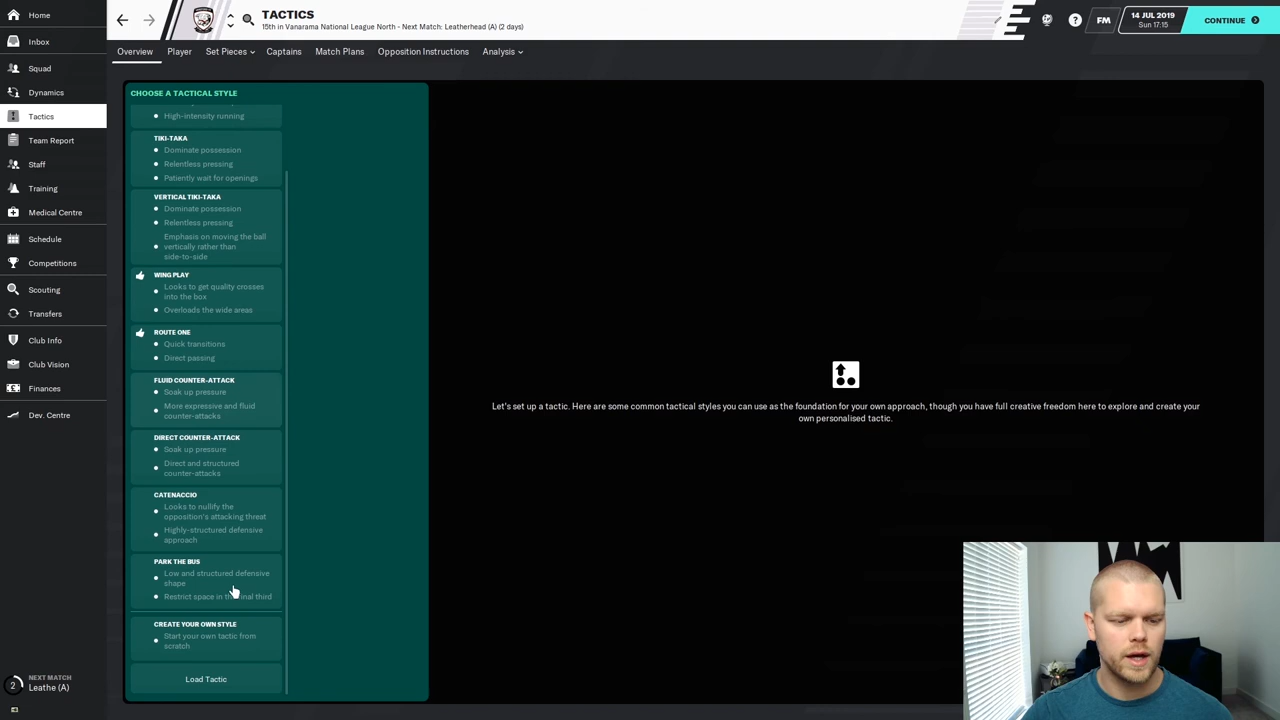 Home
Inbox
Squad
Dynamics
Tactics
Team Report
Staff
Training
Medical Centre
Schedule
Competitions
Scouting
Transfers
Club Info
Club Vision
Finances
Dev. Centre
2
NEXT MATCH
Leathe (A)
TACTICS
15th in Vanarama National League North - Next Match: Leatherhead (A) (2 days)
FM
14 JUL 2019
Sun 17:15
CONTINUE
Overview
Player
Set Pieces
Captains
Match Plans
Opposition Instructions
Analysis
CHOOSE A TACTICAL STYLE
High-intensity running
TIKI-TAKA
Dominate possession
Relentless pressing
Patiently wait for openings
VERTICAL TIKI-TAKA
Dominate possession
Relentless pressing
Emphasis on moving the ball
vertically rather than
side-to-side
WING PLAY
Looks to get quality crosses
into the box
Overloads the wide areas
ROUTE ONE
Quick transitions
Direct passing
FLUID COUNTER-ATTACK
Soak up pressure
More expressive and fluid
counter-attacks
DIRECT COUNTER-ATTACK
Soak up pressure
Direct and structured
counter-attacks
CATENACCIO
Looks to nullify the
opposition's attacking threat
Highly-structured defensive
approach
PARK THE BUS
Low and structured defensive
shape
Restrict space in the final third
CREATE YOUR OWN STYLE
Start your own tactic from
scratch
Load Tactic
Let's set up a tactic. Here are some common tactical styles you can use as the foundation for your own approach, though you have full creative freedom here to explore and create your
own personalised tactic.